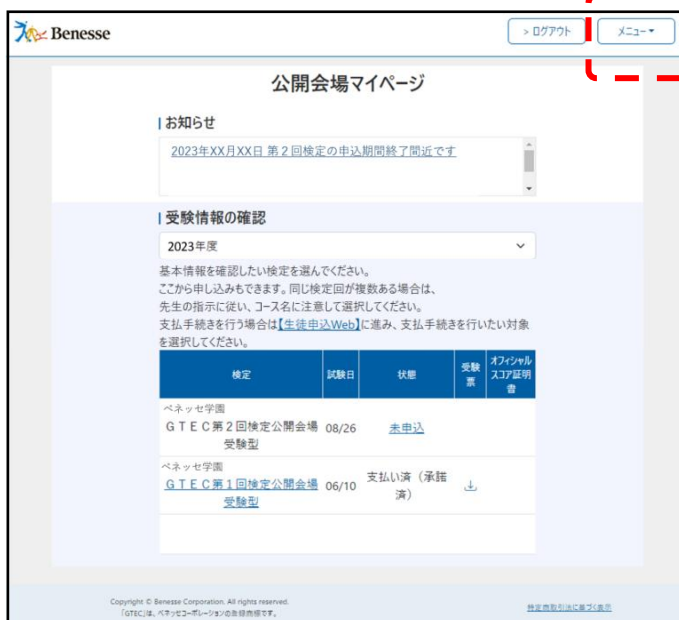 Benesse
> ログアウト
メニュー
公開会場マイページ
お知らせ
2023年XX月XX日 第２回検定の申込期間終了間近です
受験情報の確認
2023年度
基本情報を確認したい検定を選んでください。
ここから申し込みもできます。同じ検定回が複数ある場合は、
先生の指示に従い、コース名に注意して選択してください。
支払手続きを行う場合は【生徒申込Web】に進み、支払手続きを行いたい対象
を選択してください。
検定 試験日 状態 受験票 オフィシャルスコア証明書
ベネッセ学園
ＧＴＥＣ第２回検定公開会場 08/26 未申込
受験型
ベネッセ学園
ＧＴＥＣ第１回検定公開会場 06/10 支払い済（承諾済）
受験型
Copyright © Benesse Corporation. All rights reserved.
「GTEC」は、ベネッセコーポレーションの登録商標です。
特定商取引法に基づく表示